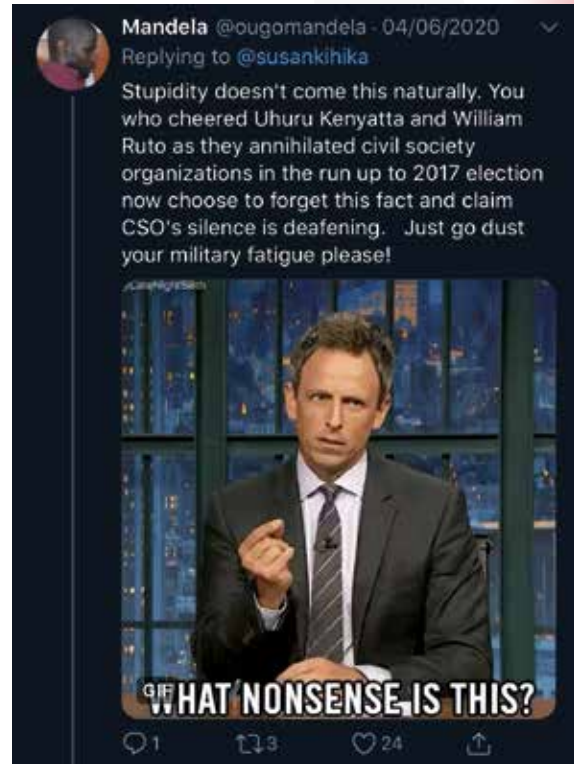 Mandela @ougomandela · 04/06/2020
Replying to @susankihika
Stupidity doesn't come this naturally. You
who cheered Uhuru Kenyatta and William
Ruto as they annihilated civil society
organizations in the run up to 2017 election
now choose to forget this fact and claim
CSO's silence is deafening. Just go dust
your military fatigue please!
GIF
WHAT NONSENSE IS THIS?
1 3 24